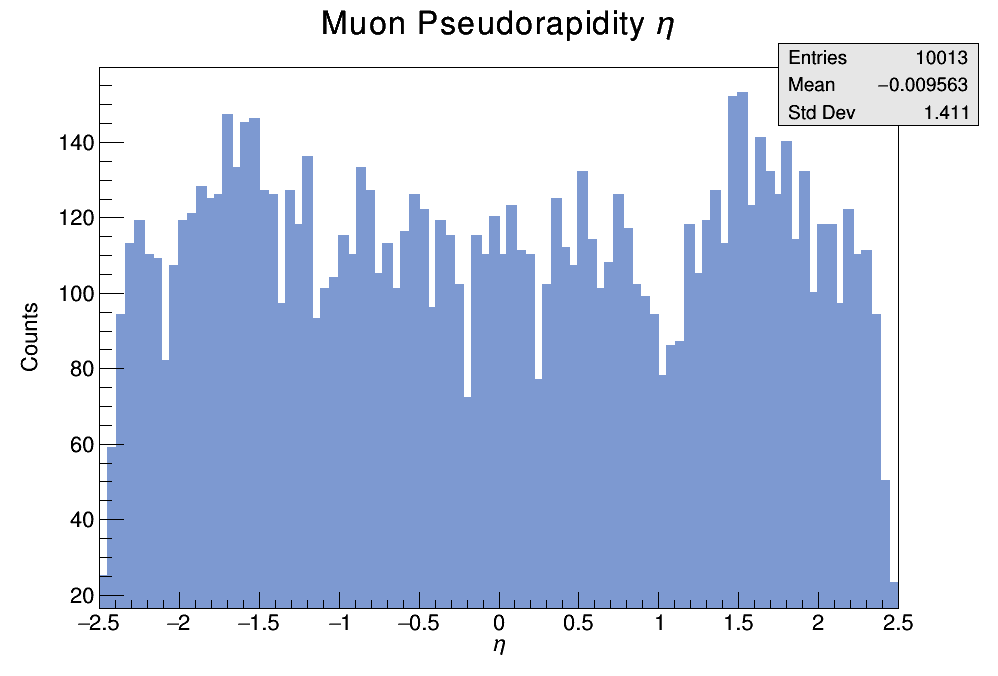 Muon Pseudorapidity η
Entries 10013
Mean −0.009563
Std Dev 1.411
Counts
140
120
100
80
60
40
20
−2.5 −2 −1.5 −1 −0.5 0 0.5 1 1.5 2 2.5
η